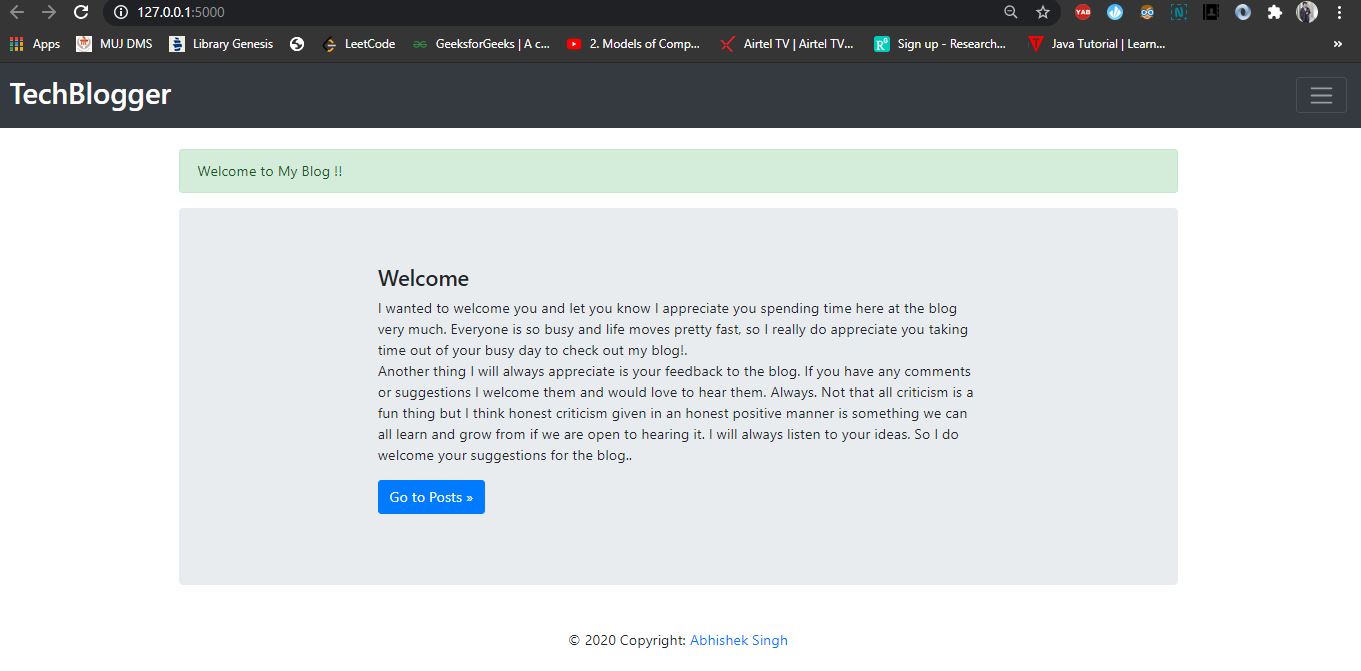 127.0.0.1:5000
YAB
Apps MUJ DMS Library Genesis LeetCode GeeksforGeeks | A c... 2. Models of Comp... Airtel TV | Airtel TV... Sign up - Research... Java Tutorial | Learn... »
TechBlogger
Welcome to My Blog !!
Welcome
I wanted to welcome you and let you know I appreciate you spending time here at the blog
very much. Everyone is so busy and life moves pretty fast, so I really do appreciate you taking
time out of your busy day to check out my blog!.
Another thing I will always appreciate is your feedback to the blog. If you have any comments
or suggestions I welcome them and would love to hear them. Always. Not that all criticism is a
fun thing but I think honest criticism given in an honest positive manner is something we can
all learn and grow from if we are open to hearing it. I will always listen to your ideas. So I do
welcome your suggestions for the blog..
Go to Posts »
© 2020 Copyright: Abhishek Singh